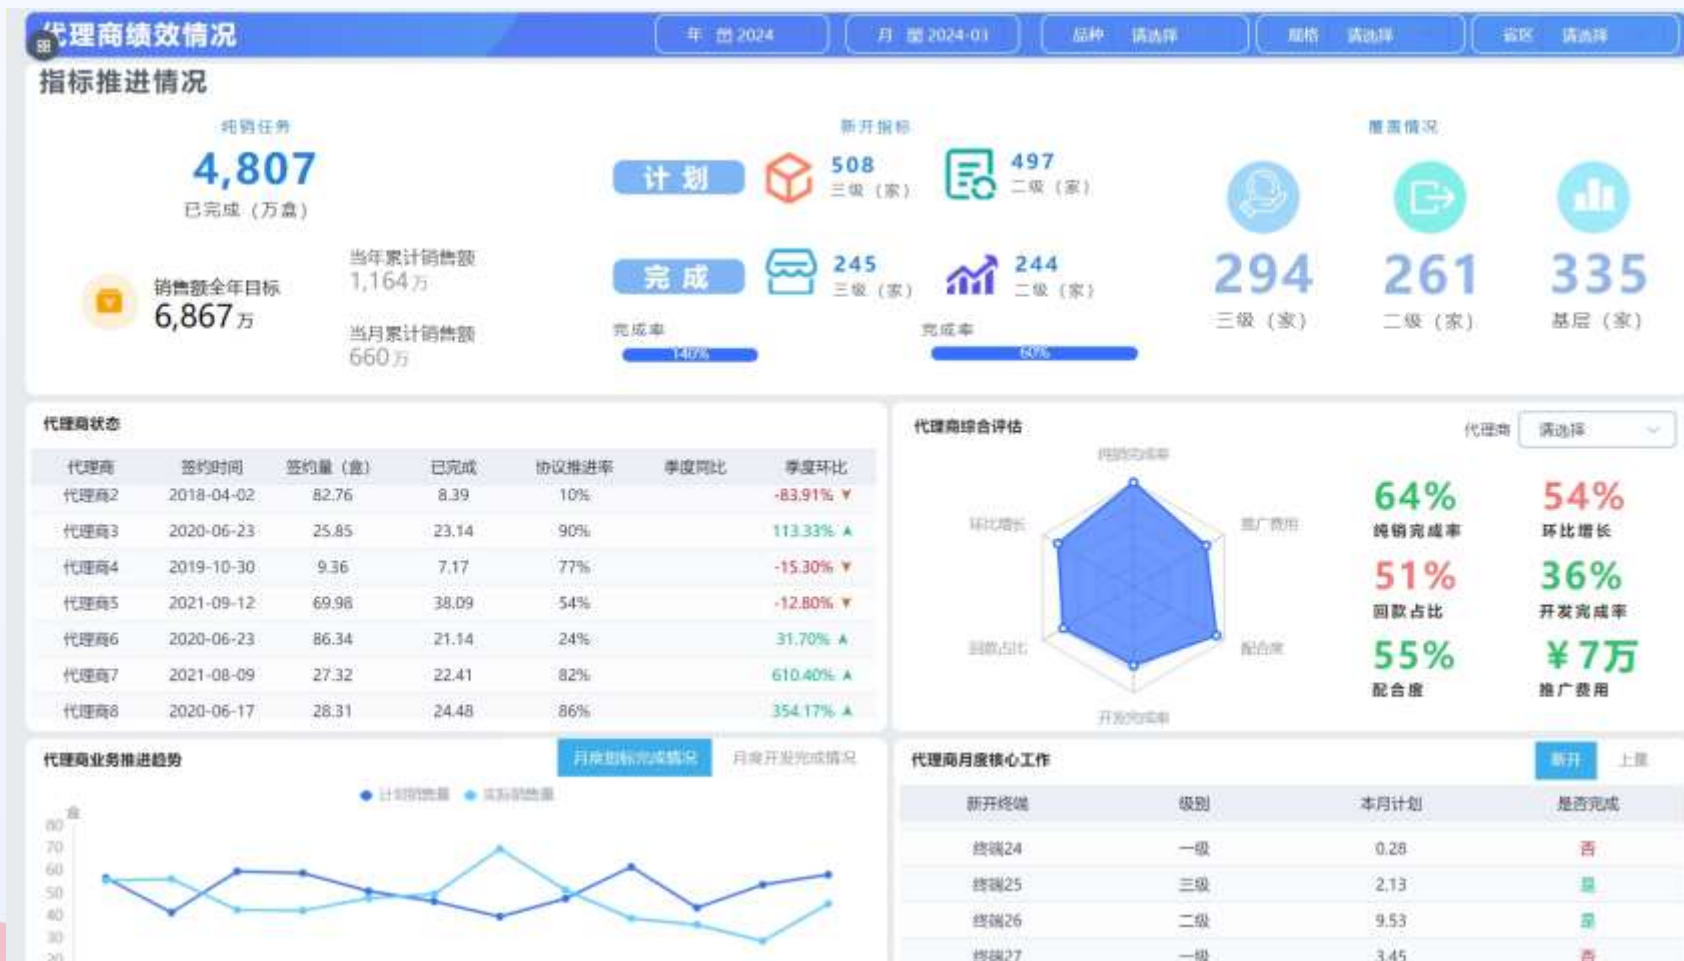 代理商绩效情况
年 2024
月 2024-03
品种 请选择
规格 请选择
省区 请选择
指标推进情况
纯销任务
4,807
已完成（万盒）
销售额全年目标
6,867万
当年累计销售额
1,164万
当月累计销售额
660万
新开指标
计划
508
三级（家）
497
二级（家）
完成
245
三级（家）
244
二级（家）
完成率
140%
完成率
60%
覆盖情况
294
三级（家）
261
二级（家）
335
基层（家）
代理商状态
代理商 签约时间 签约量（盒） 已完成 协议推进率 季度同比 季度环比
代理商2 2018-04-02 82.76 8.39 10% -83.91% ▼
代理商3 2020-06-23 25.85 23.14 90% 113.33% ▲
代理商4 2019-10-30 9.36 7.17 77% -15.30% ▼
代理商5 2021-09-12 69.98 38.09 54% -12.80% ▼
代理商6 2020-06-23 86.34 21.14 24% 31.70% ▲
代理商7 2021-08-09 27.32 22.41 82% 610.40% ▲
代理商8 2020-06-17 28.31 24.48 86% 354.17% ▲
代理商综合评估
代理商 请选择
纯销完成率
推广费用
配合度
开发完成率
回款占比
环比增长
64%
纯销完成率
54%
环比增长
51%
回款占比
36%
开发完成率
55%
配合度
¥7万
推广费用
代理商业务推进趋势
月度指标完成情况 月度开发完成情况
计划销售量 实际销售量
盒
80
70
60
50
40
30
20
代理商月度核心工作
新开 上量
新开终端 级别 本月计划 是否完成
终端24 一级 0.28 否
终端25 三级 2.13 是
终端26 二级 9.53 是
终端27 一级 3.45 否